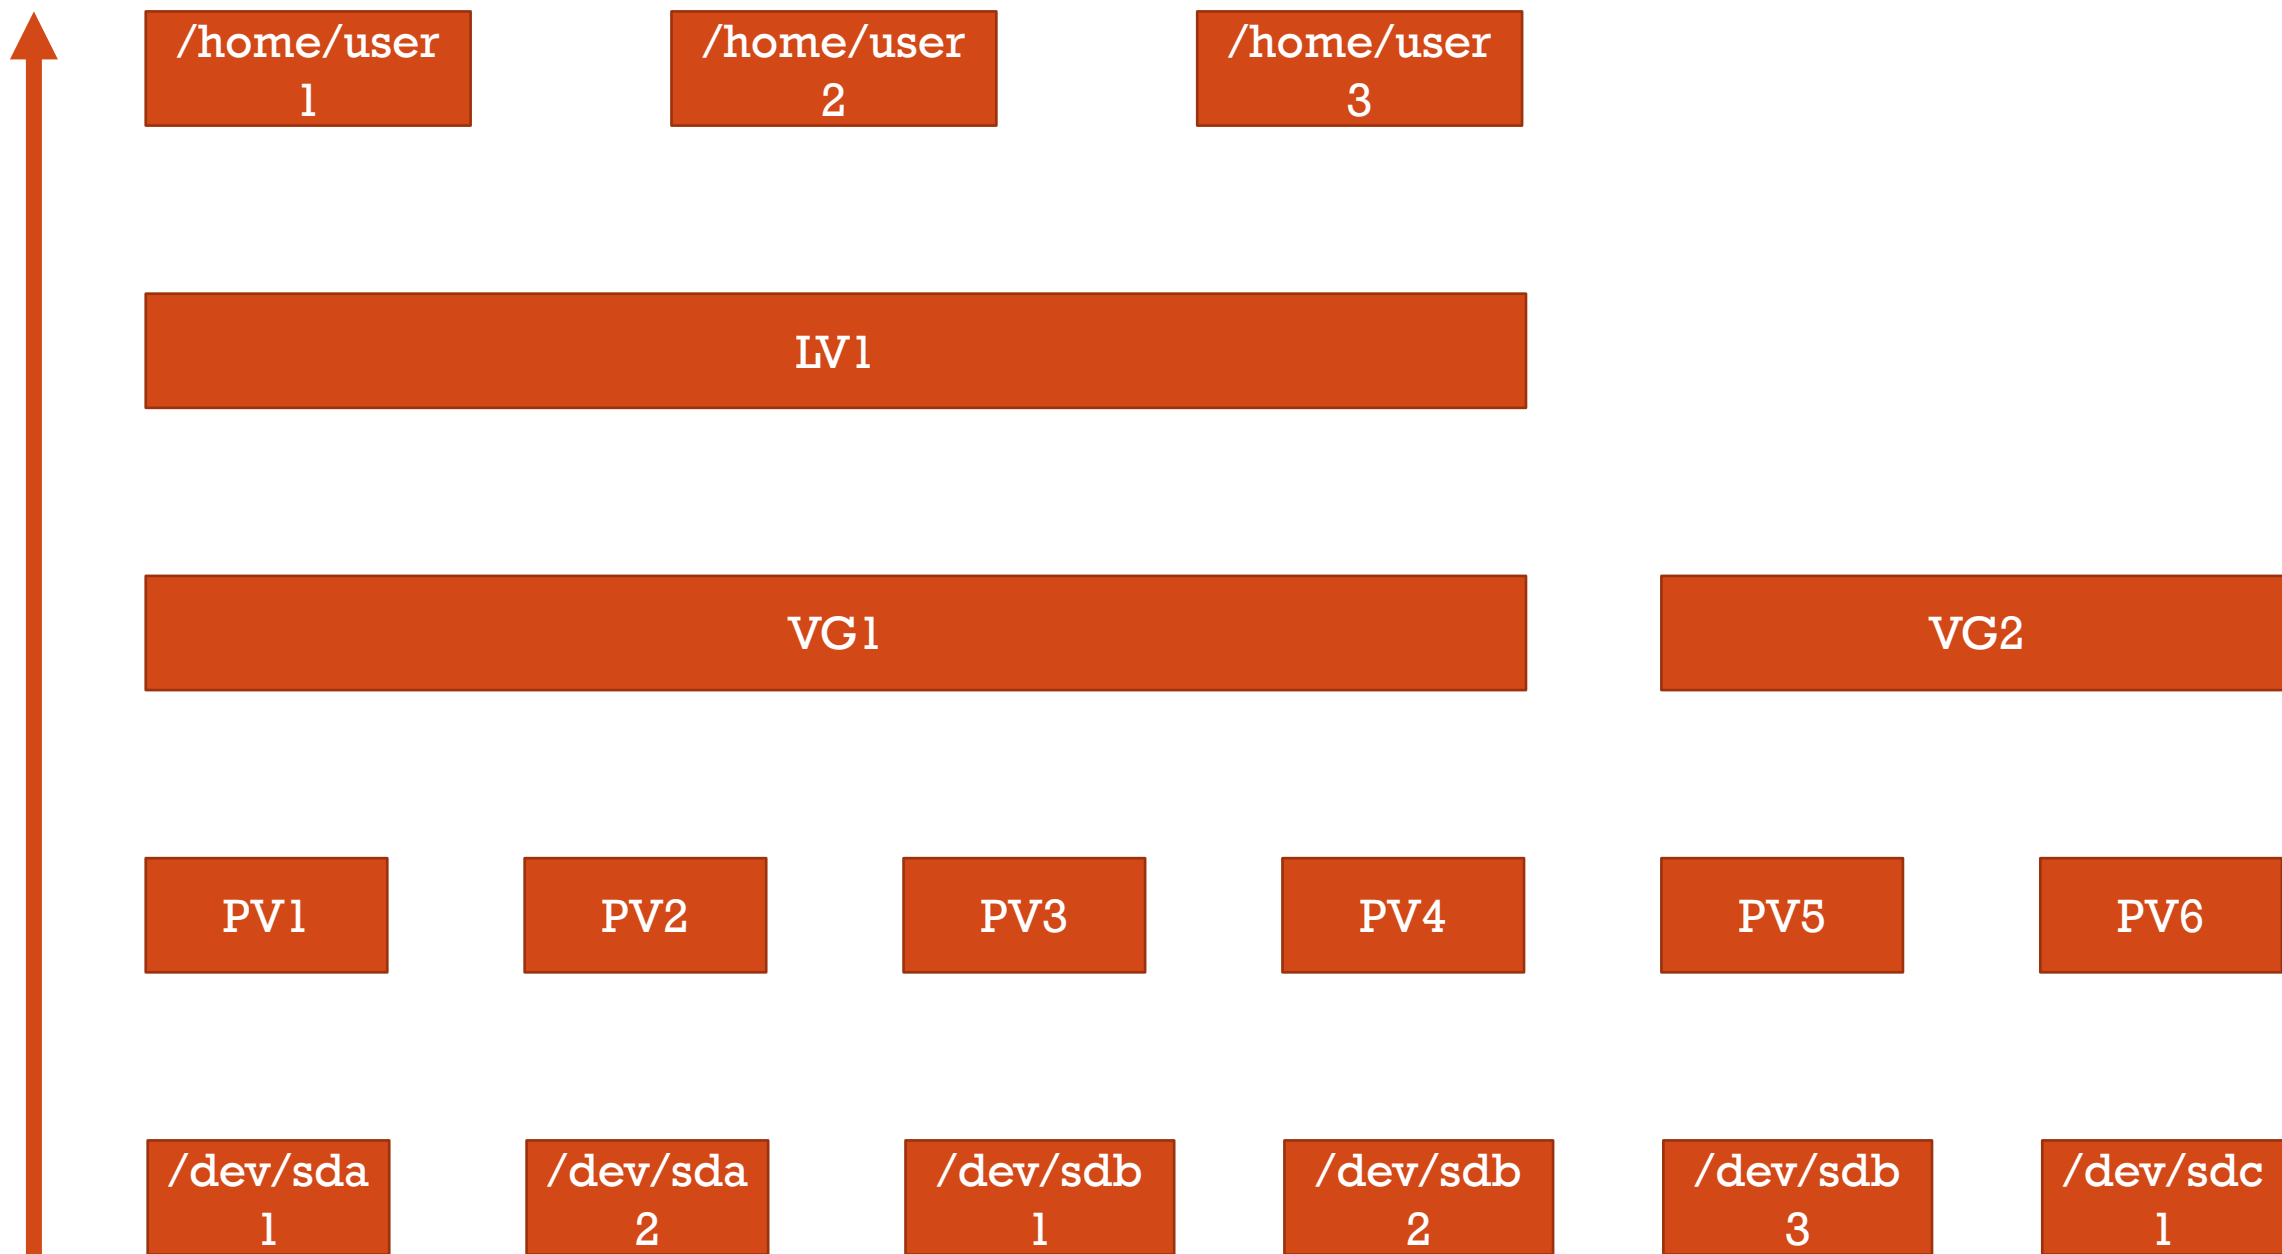 /home/user
1
/home/user
2
/home/user
3
LV1
VG1
VG2
PV1
PV2
PV3
PV4
PV5
PV6
/dev/sda
1
/dev/sda
2
/dev/sdb
1
/dev/sdb
2
/dev/sdb
3
/dev/sdc
1